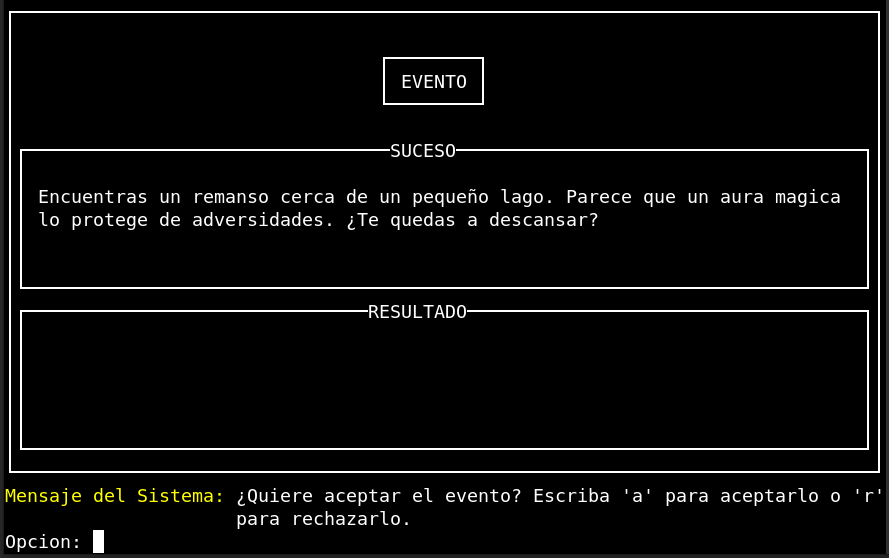 EVENTO
SUCESO
Encuentras un remanso cerca de un pequeño lago. Parece que un aura magica
lo protege de adversidades. ¿Te quedas a descansar?
RESULTADO
Mensaje del Sistema: ¿Quiere aceptar el evento? Escriba 'a' para aceptarlo o 'r'
para rechazarlo.
Opcion: